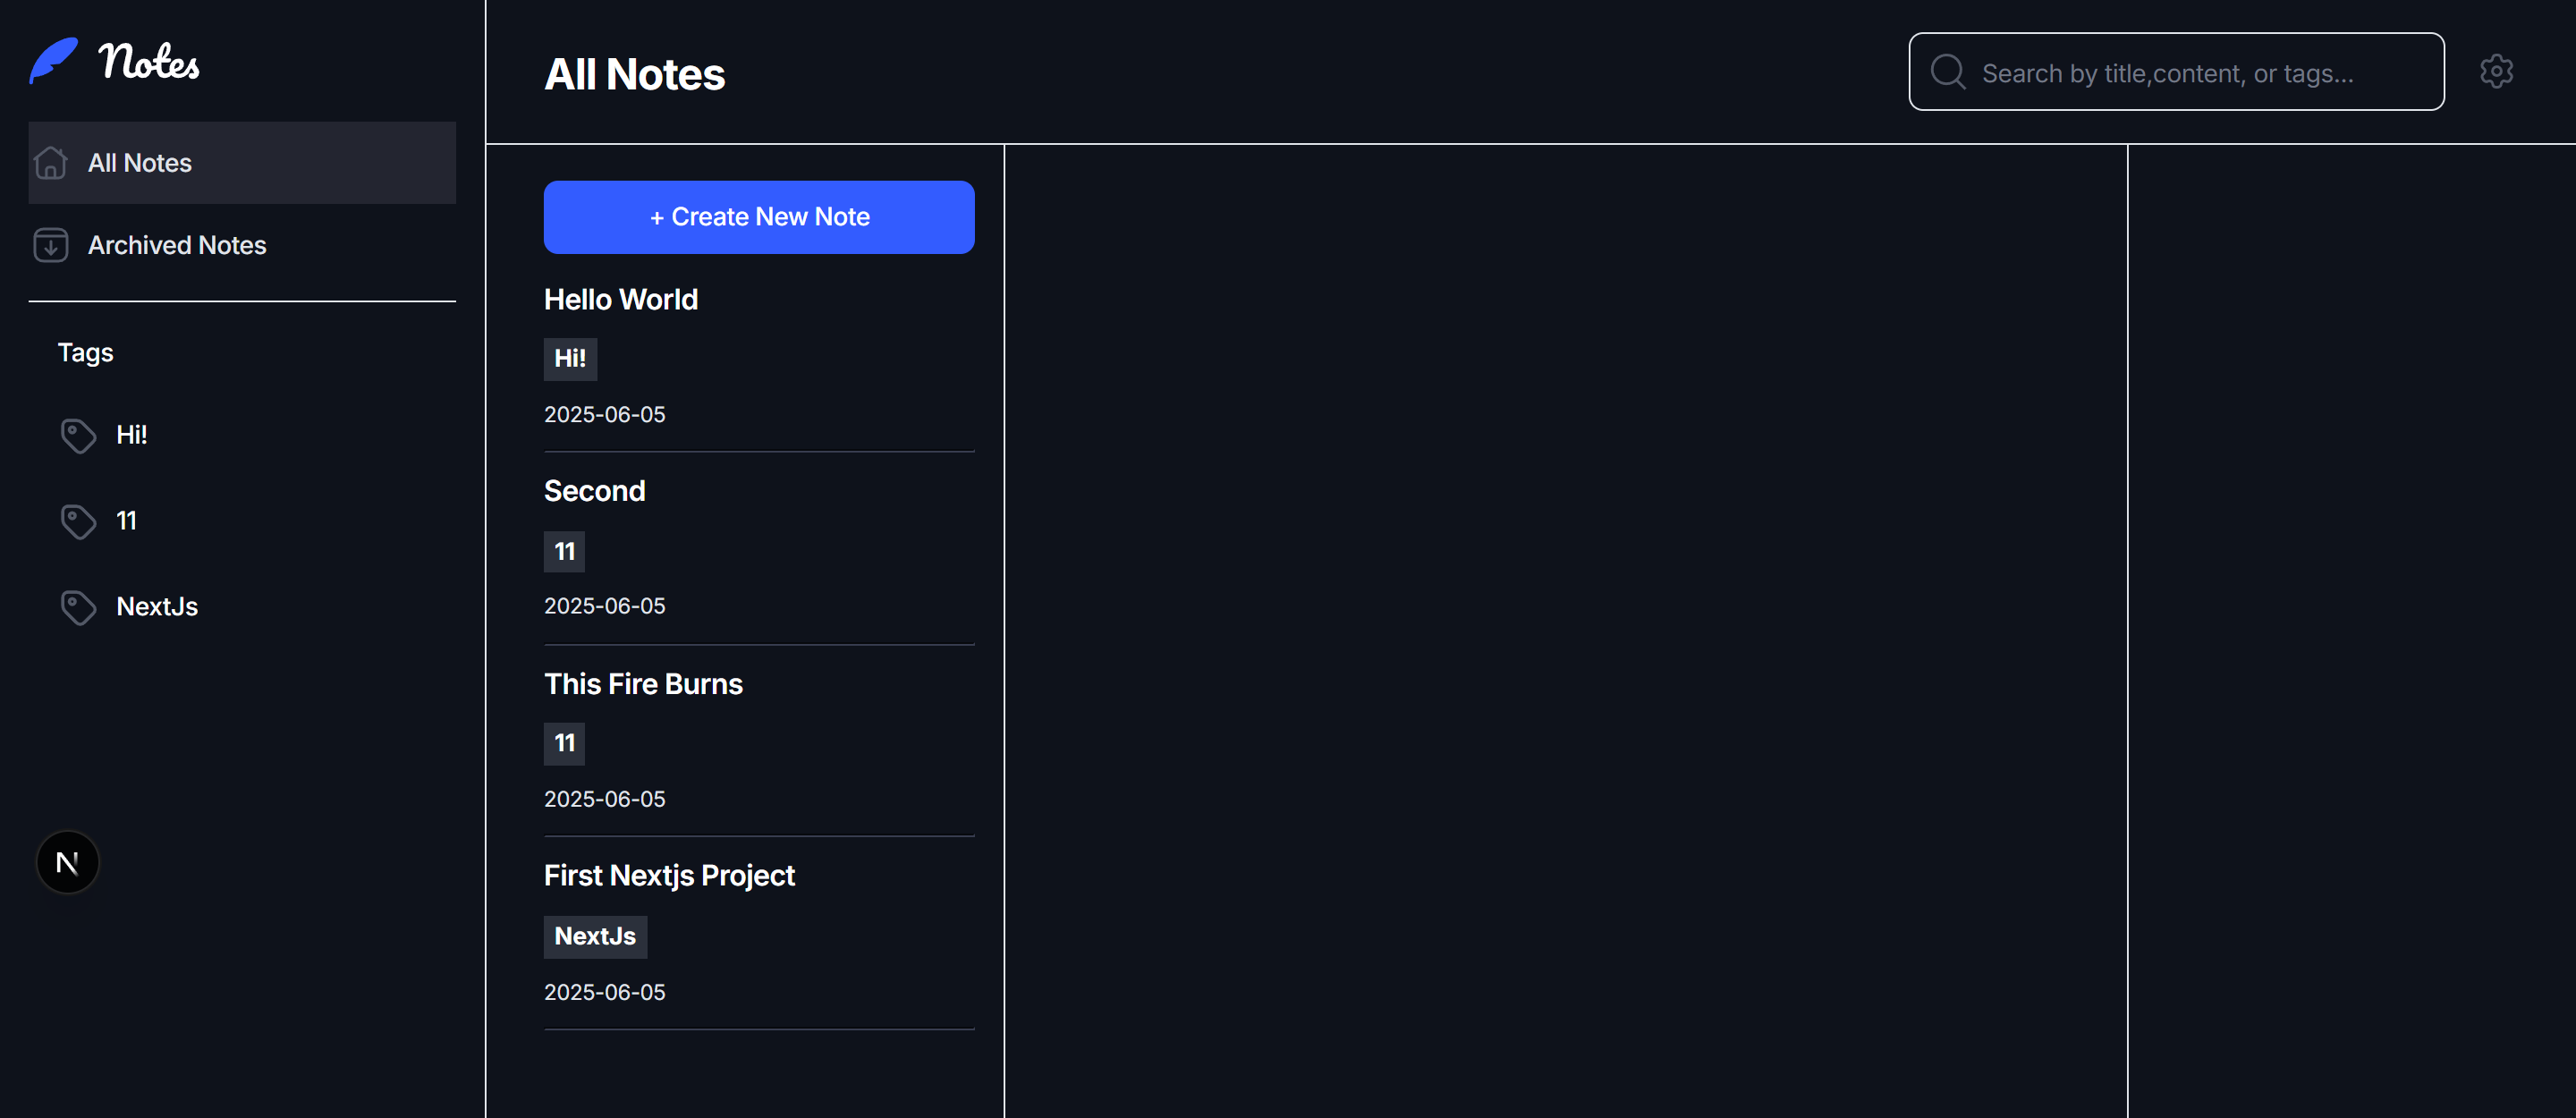 Notes
All Notes
Archived Notes
Tags
Hi!
11
NextJs
N
All Notes
Search by title,content, or tags...
+ Create New Note
Hello World
Hi!
2025-06-05
Second
11
2025-06-05
This Fire Burns
11
2025-06-05
First Nextjs Project
NextJs
2025-06-05